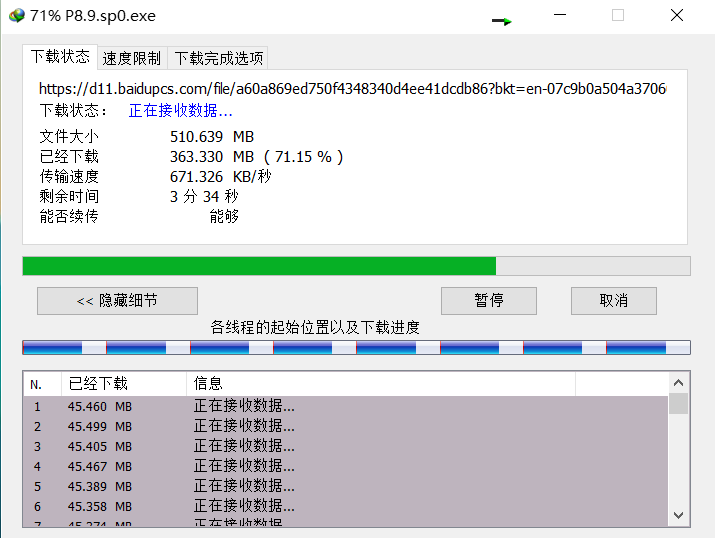 71% P8.9.sp0.exe
下载状态 速度限制 下载完成选项
https://d11.baidupcs.com/file/a60a869ed750f4348340d4ee41dcdb86?bkt=en-07c9b0a504a3706
下载状态： 正在接收数据...
文件大小 510.639 MB
已经下载 363.330 MB ( 71.15 % )
传输速度 671.326 KB/秒
剩余时间 3 分 34 秒
能否续传 能够
<< 隐藏细节 暂停 取消
各线程的起始位置以及下载进度
N. 已经下载 信息
1 45.460 MB 正在接收数据...
2 45.499 MB 正在接收数据...
3 45.405 MB 正在接收数据...
4 45.467 MB 正在接收数据...
5 45.389 MB 正在接收数据...
6 45.358 MB 正在接收数据...
7 45.274 MB 正在接收数据